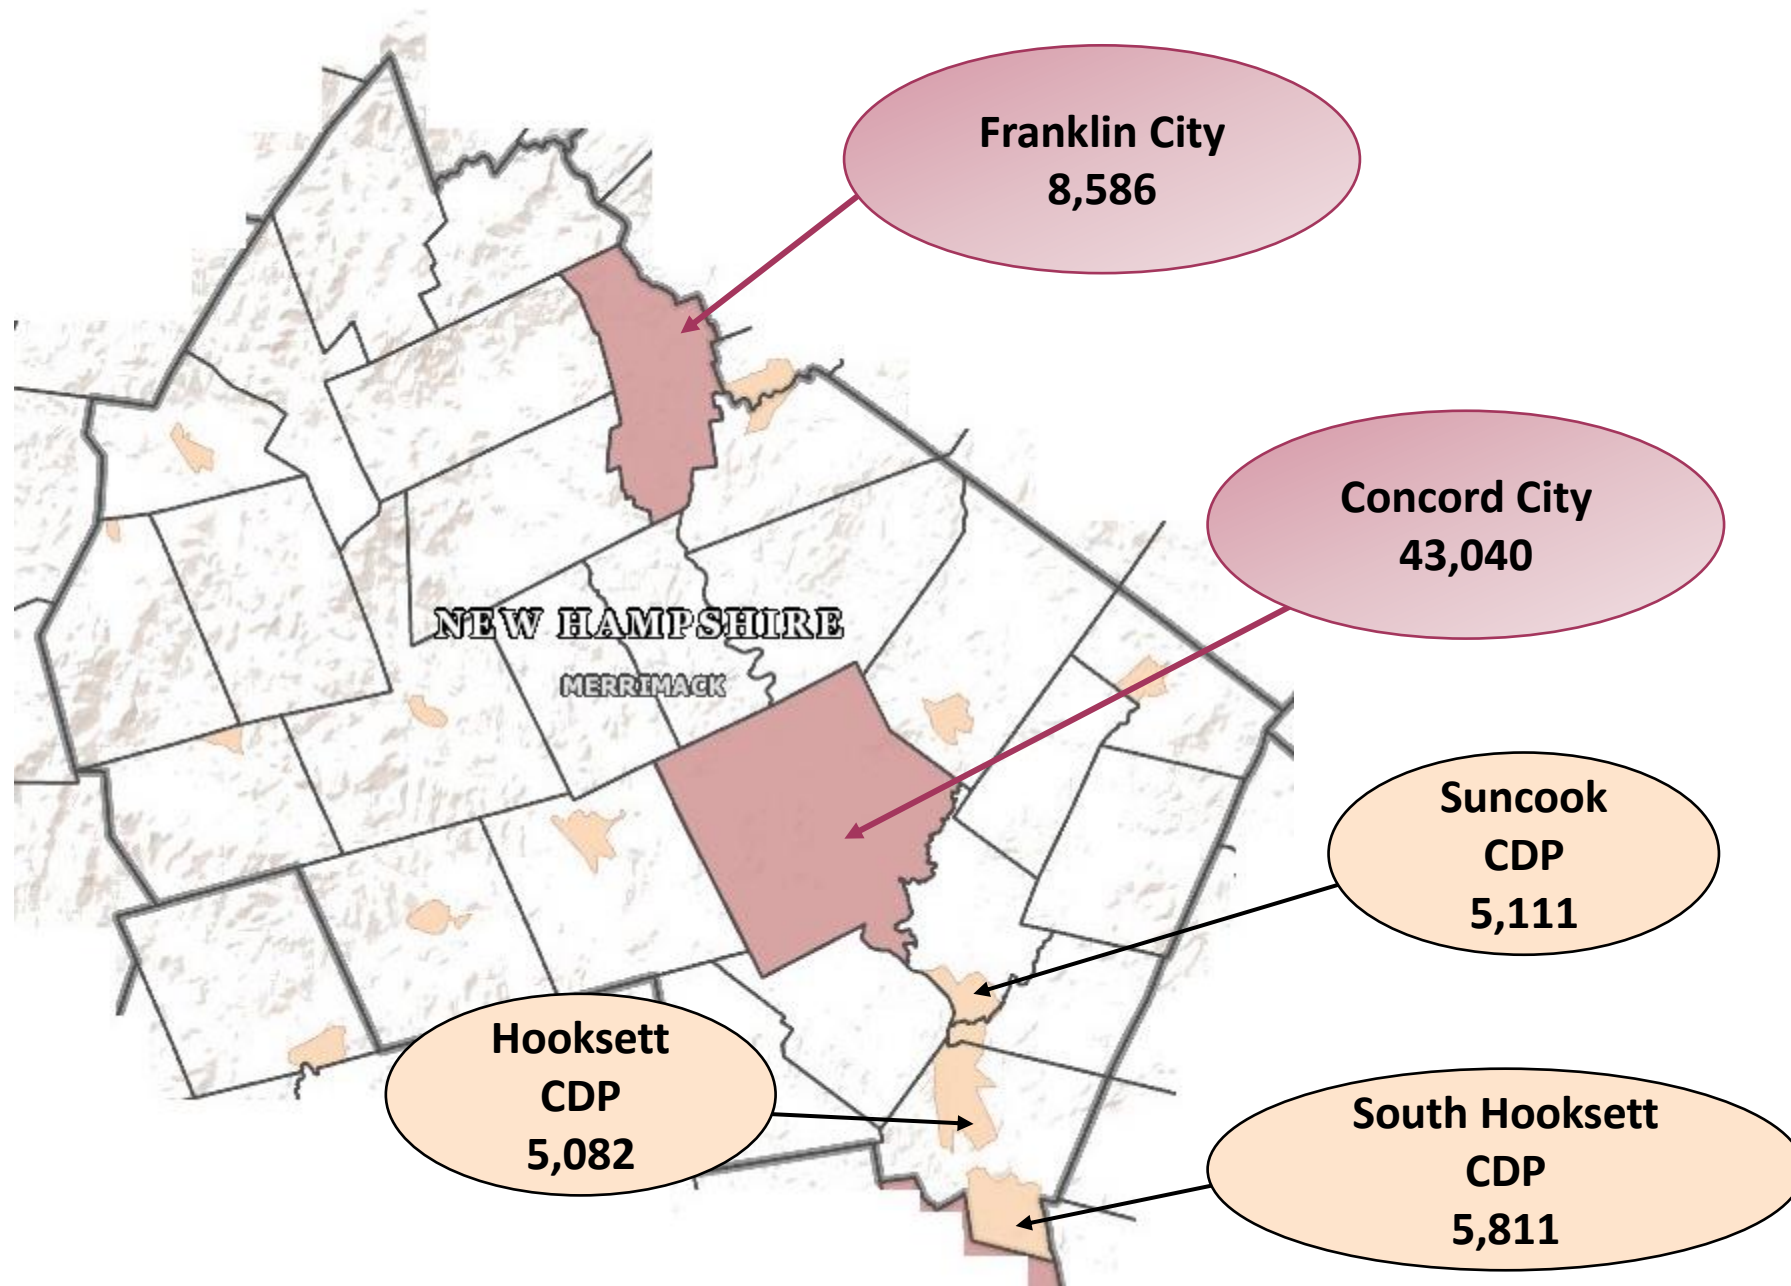 Franklin City
8,586
Concord City
43,040
NEW HAMPSHIRE
MERRIMACK
Suncook
CDP
5,111
Hooksett
CDP
5,082
South Hooksett
CDP
5,811